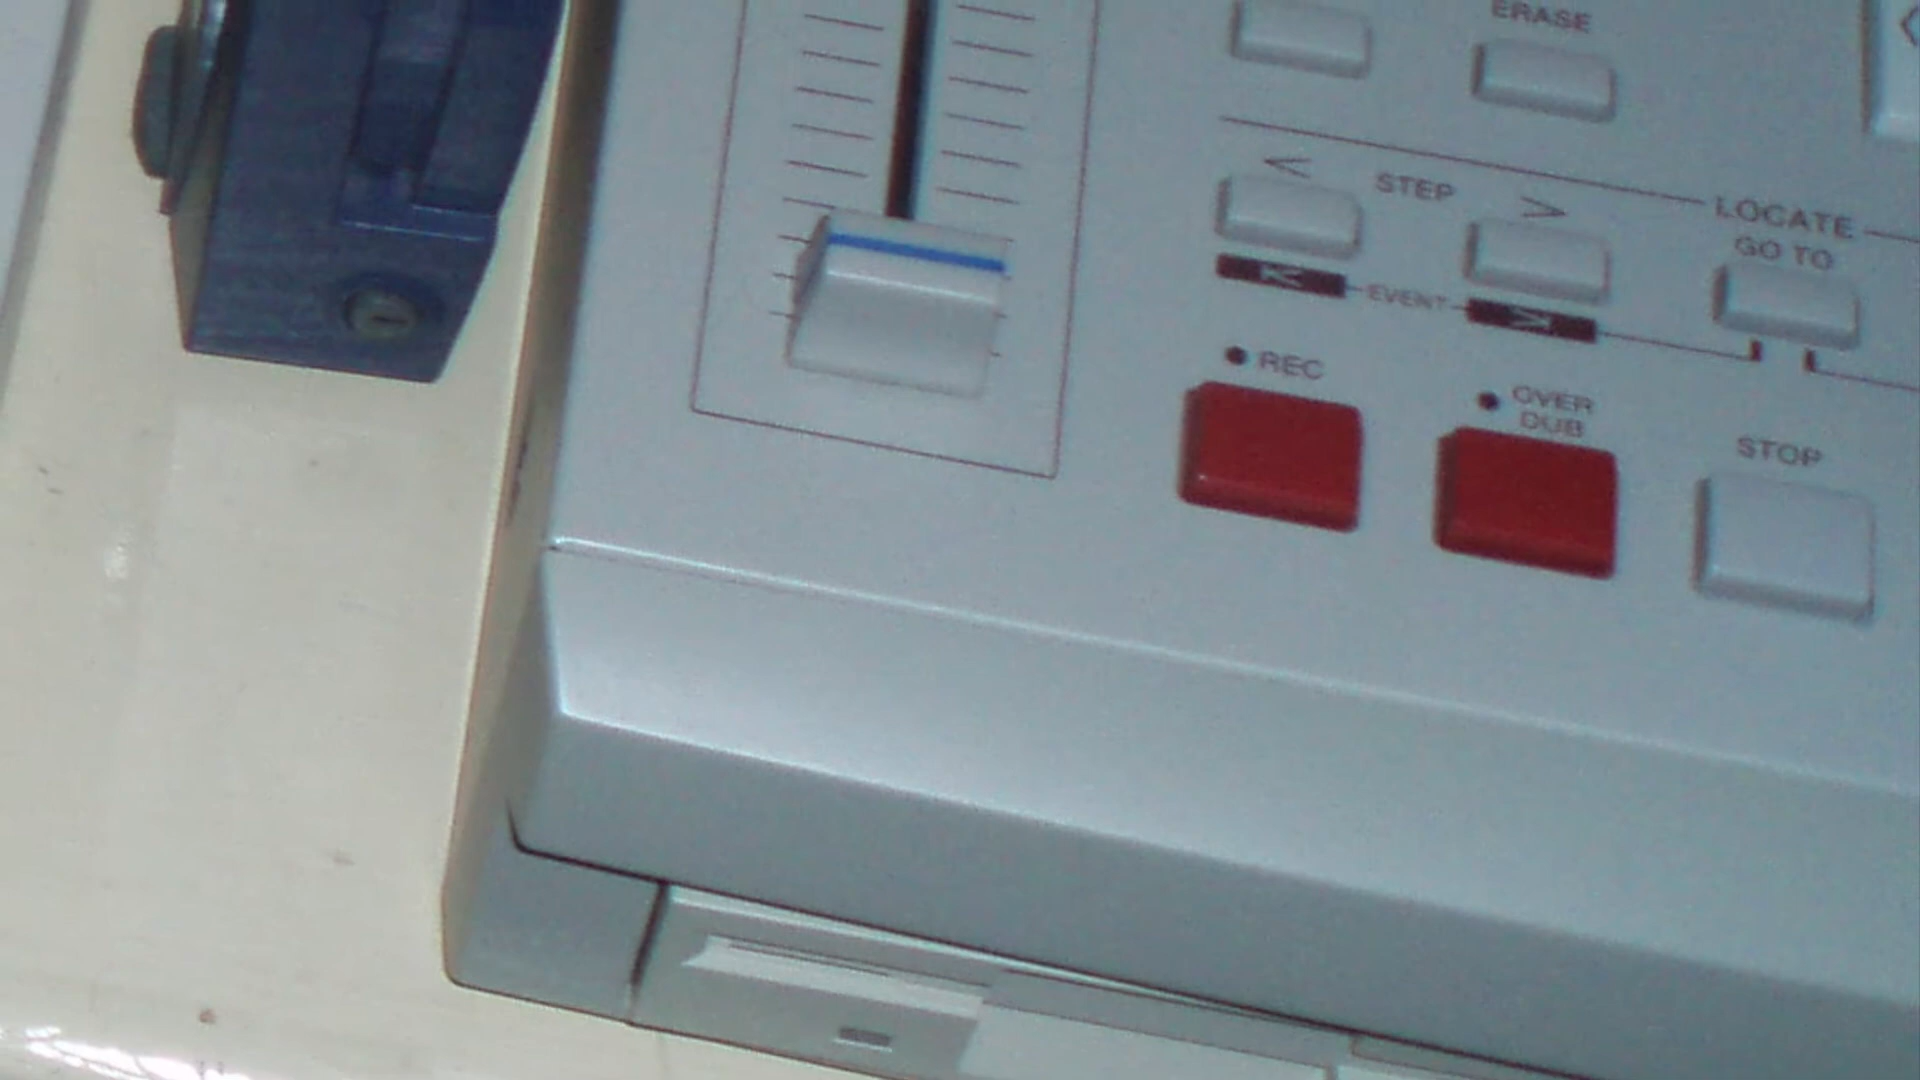 ERASE
< STEP >
LOCATE
GO TO
EVENT
REC
OVER
DUB
STOP